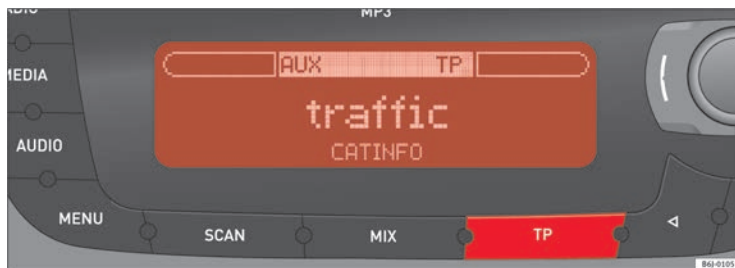 MP3
AUX TP
MEDIA
traffic
AUDIO
CATINFO
MENU
SCAN
MIX
TP
B6J-0105